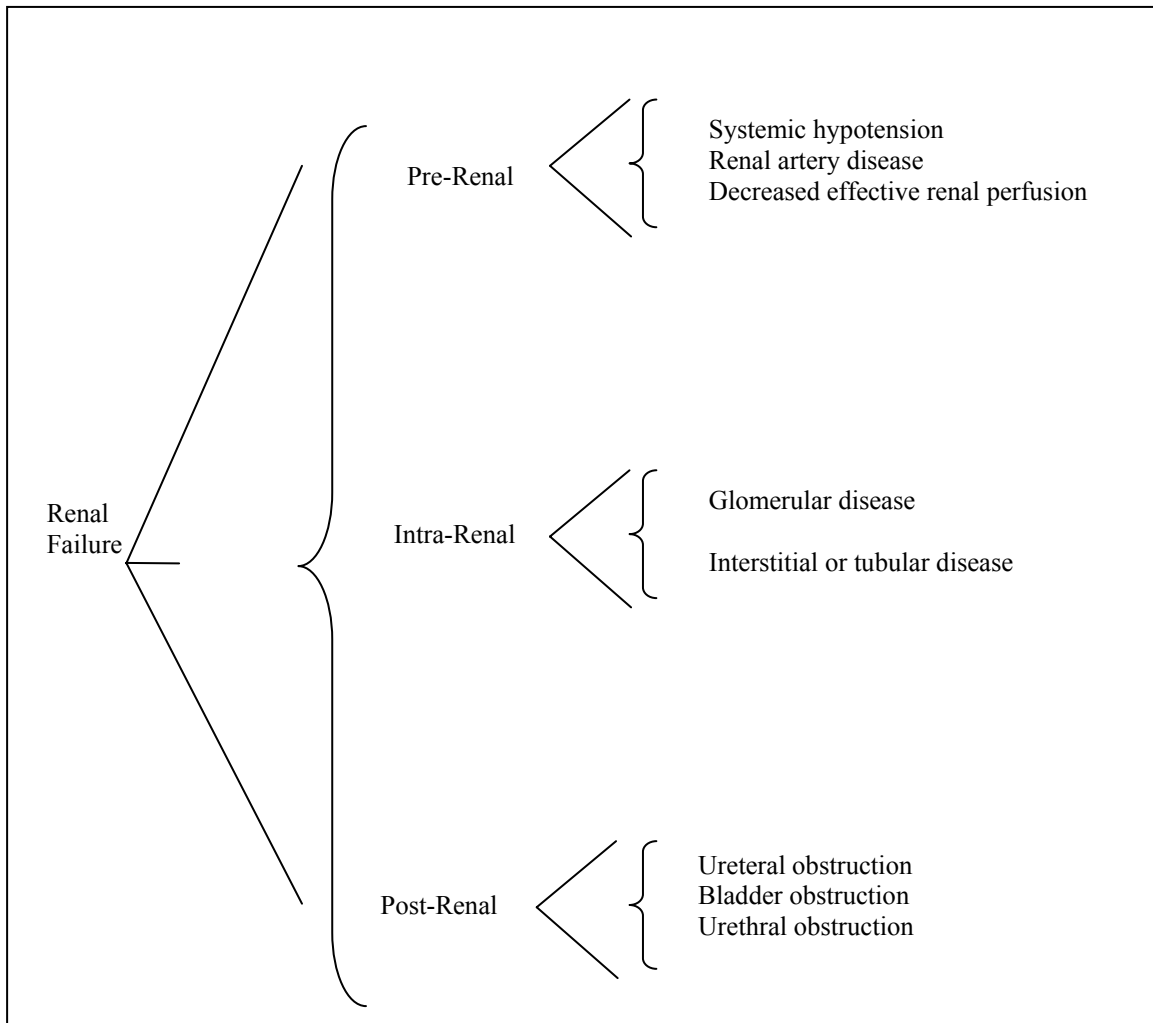 Systemic hypotension
Pre-Renal
Renal artery disease
Decreased effective renal perfusion
Renal
Failure
Intra-Renal
Glomerular disease
Interstitial or tubular disease
Post-Renal
Ureteral obstruction
Bladder obstruction
Urethral obstruction